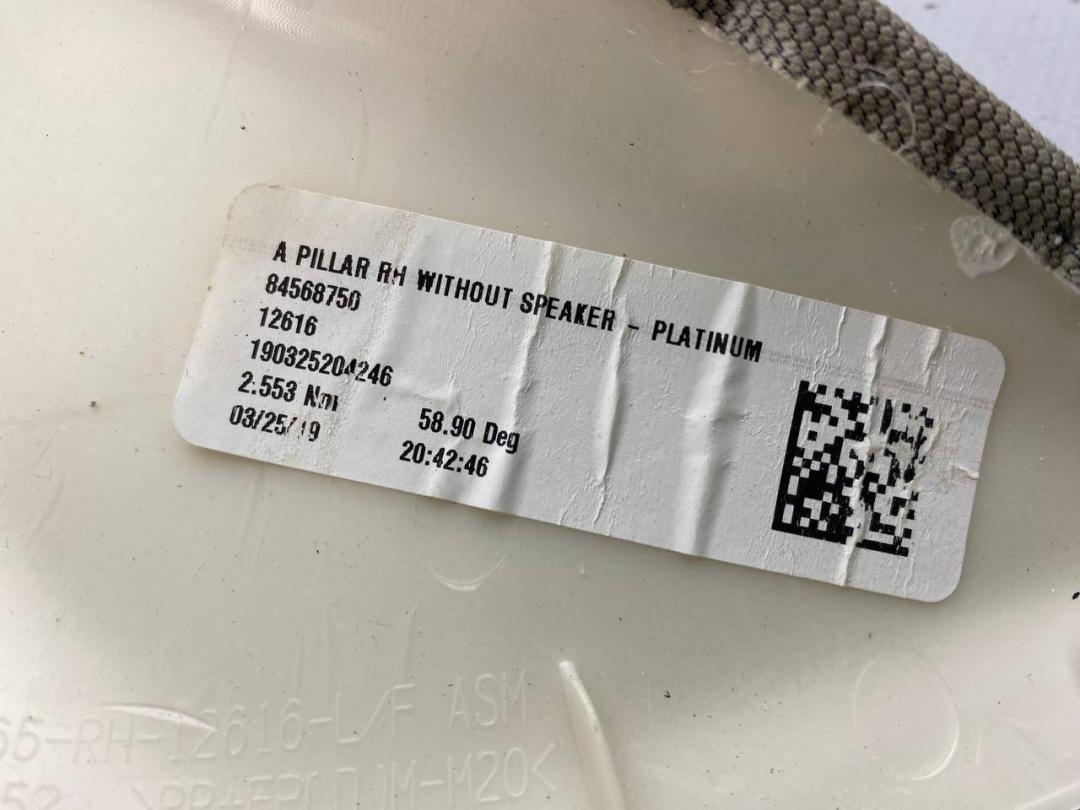 A PILLAR RH WITHOUT SPEAKER - PLATINUM
84568750
12616
190325204246
2.553 Nm 58.90 Deg
03/25/19 20:42:46
65-RH-12616-L/F ASM